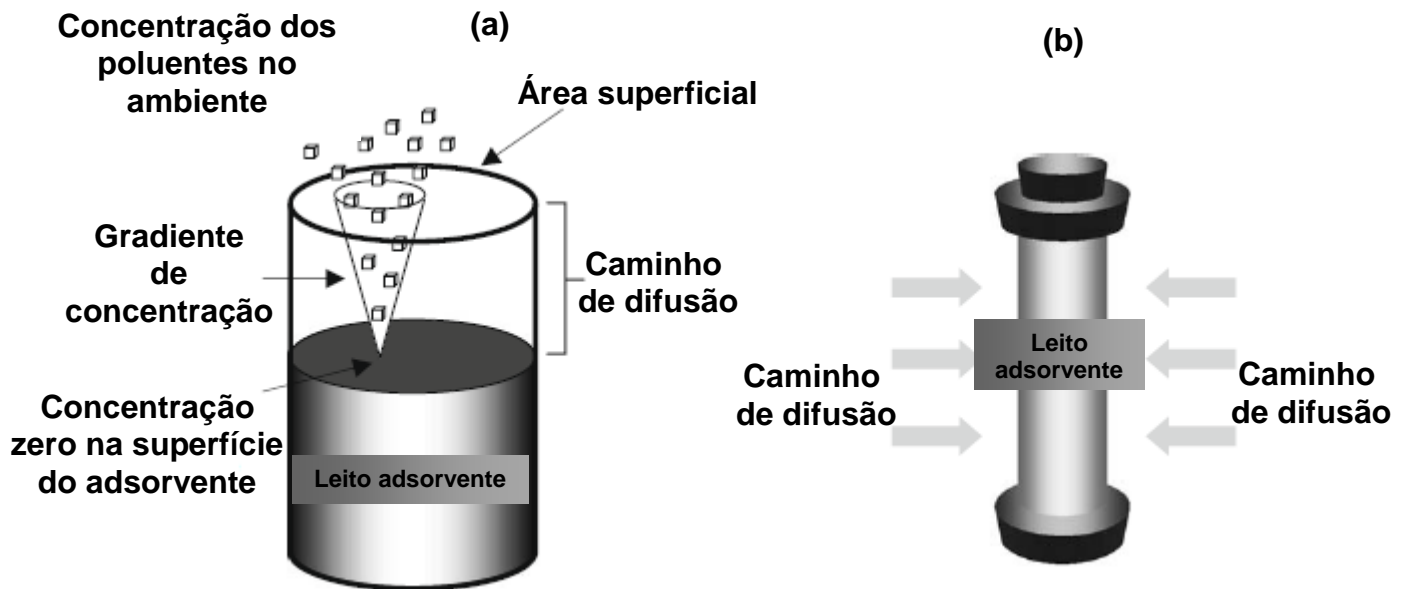 Concentração dos
poluentes no
ambiente
(a)
Área superficial
Gradiente
de
concentração
Caminho
de difusão
Concentração
zero na superfície
do adsorvente
Leito adsorvente
(b)
Leito
adsorvente
Caminho
de difusão
Caminho
de difusão